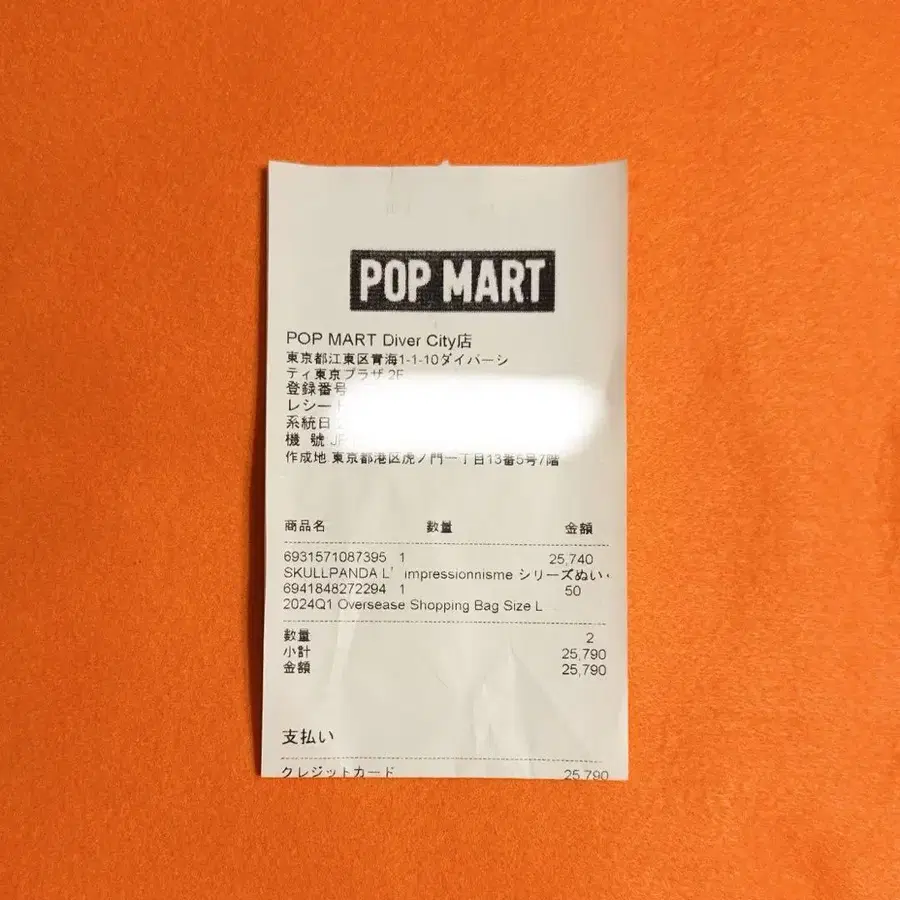 POP MART
POP MART Diver City店
東京都江東区青海1-1-10ダイバーシ
ティ東京プラザ 2F
登録番号
レシート
系統日
機 號 JP
作成地 東京都港区虎ノ門一丁目13番5号7階
商品名 数量 金額
6931571087395 1 25,740
SKULLPANDA L' impressionnisme シリーズぬい
6941848272294 1 50
2024Q1 Oversease Shopping Bag Size L
数量 2
小計 25,790
金額 25,790
支払い
クレジットカード 25,790